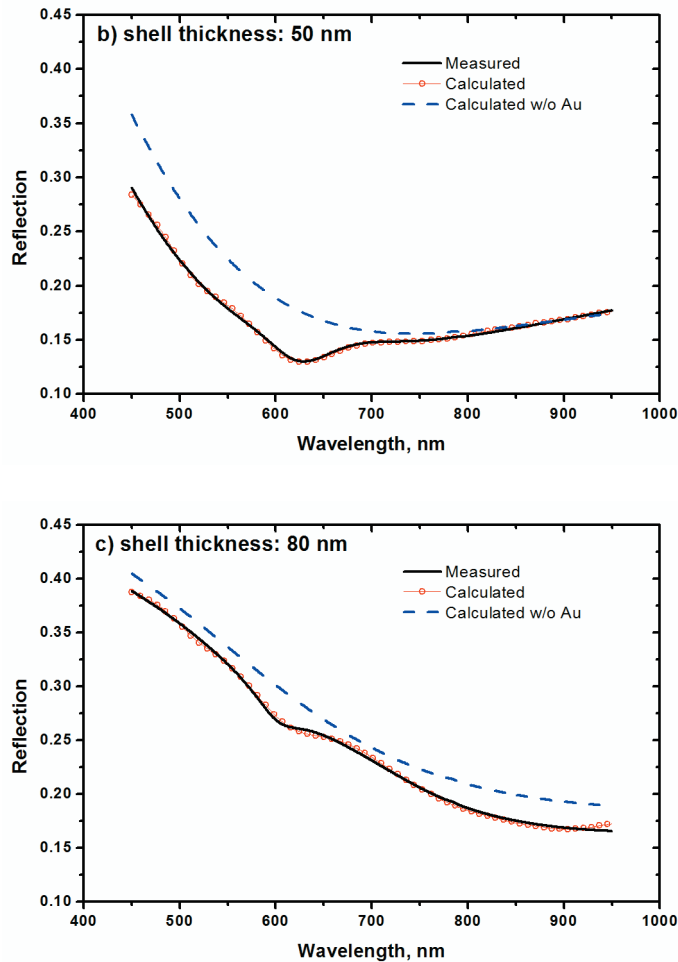 b) shell thickness: 50 nm
Measured
Calculated
Calculated w/o Au
Reflection
0.45
0.40
0.35
0.30
0.25
0.20
0.15
0.10
400 500 600 700 800 900 1000
Wavelength, nm
c) shell thickness: 80 nm
Measured
Calculated
Calculated w/o Au
Reflection
0.45
0.40
0.35
0.30
0.25
0.20
0.15
0.10
400 500 600 700 800 900 1000
Wavelength, nm